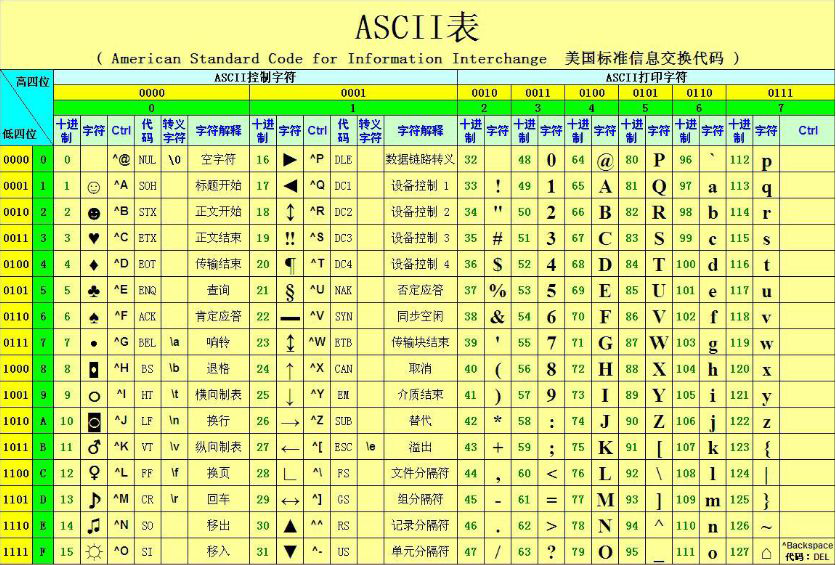 ASCII表
( American Standard Code for Information Interchange 美国标准信息交换代码 )
高四位 ASCII控制字符 ASCII打印字符
0000 0001 0010 0011 0100 0101 0110 0111
0 1 2 3 4 5 6 7
低四位 十进制 字符 Ctrl 代码 转义字符 字符解释 十进制 字符 Ctrl 代码 转义字符 字符解释 十进制 字符 十进制 字符 十进制 字符 十进制 字符 十进制 字符 十进制 字符 Ctrl
0000 0 0 ^@ NUL \0 空字符 16 ► ^P DLE 数据链路转义 32 48 0 64 @ 80 P 96 ` 112 p
0001 1 1 ☺ ^A SOH 标题开始 17 ◄ ^Q DC1 设备控制 1 33 ! 49 1 65 A 81 Q 97 a 113 q
0010 2 2 ☻ ^B STX 正文开始 18 ↕ ^R DC2 设备控制 2 34 " 50 2 66 B 82 R 98 b 114 r
0011 3 3 ♥ ^C ETX 正文结束 19 ‼ ^S DC3 设备控制 3 35 # 51 3 67 C 83 S 99 c 115 s
0100 4 4 ♦ ^D EOT 传输结束 20 ¶ ^T DC4 设备控制 4 36 $ 52 4 68 D 84 T 100 d 116 t
0101 5 5 ♣ ^E ENQ 查询 21 § ^U NAK 否定应答 37 % 53 5 69 E 85 U 101 e 117 u
0110 6 6 ♠ ^F ACK 肯定应答 22 ▬ ^V SYN 同步空闲 38 & 54 6 70 F 86 V 102 f 118 v
0111 7 7 • ^G BEL \a 响铃 23 ↨ ^W ETB 传输块结束 39 ' 55 7 71 G 87 W 103 g 119 w
1000 8 8 ◘ ^H BS \b 退格 24 ↑ ^X CAN 取消 40 ( 56 8 72 H 88 X 104 h 120 x
1001 9 9 ○ ^I HT \t 横向制表 25 ↓ ^Y EM 介质结束 41 ) 57 9 73 I 89 Y 105 i 121 y
1010 A 10 ◙ ^J LF \n 换行 26 → ^Z SUB 替代 42 * 58 : 74 J 90 Z 106 j 122 z
1011 B 11 ♂ ^K VT \v 纵向制表 27 ← ^[ ESC \e 溢出 43 + 59 ; 75 K 91 [ 107 k 123 {
1100 C 12 ♀ ^L FF \f 换页 28 ∟ ^\ FS 文件分隔符 44 , 60 < 76 L 92 \ 108 l 124 |
1101 D 13 ♪ ^M CR \r 回车 29 ↔ ^] GS 组分隔符 45 - 61 = 77 M 93 ] 109 m 125 }
1110 E 14 ♫ ^N SO 移出 30 ▲ ^^ RS 记录分隔符 46 . 62 > 78 N 94 ^ 110 n 126 ~
1111 F 15 ☼ ^O SI 移入 31 ▼ ^- US 单元分隔符 47 / 63 ? 79 O 95 _ 111 o 127 ⌂ ^Backspace 代码：DEL